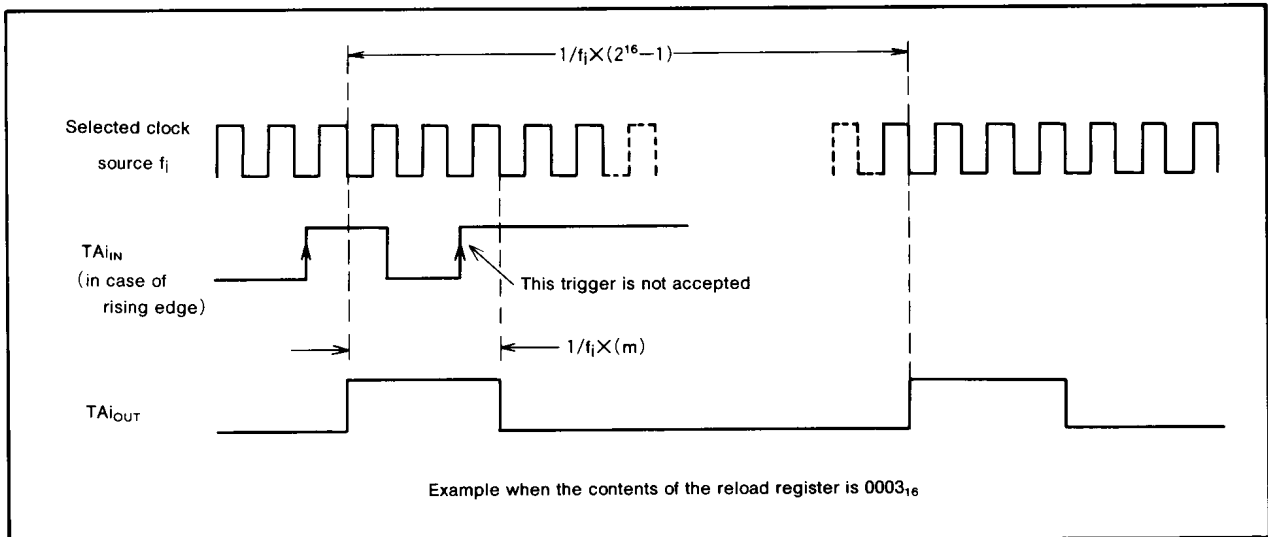 1/fᵢ×(2¹⁶−1)
Selected clock
source fᵢ
TAiIN
(in case of
rising edge)
This trigger is not accepted
1/fᵢ×(m)
TAiOUT
Example when the contents of the reload register is 0003₁₆